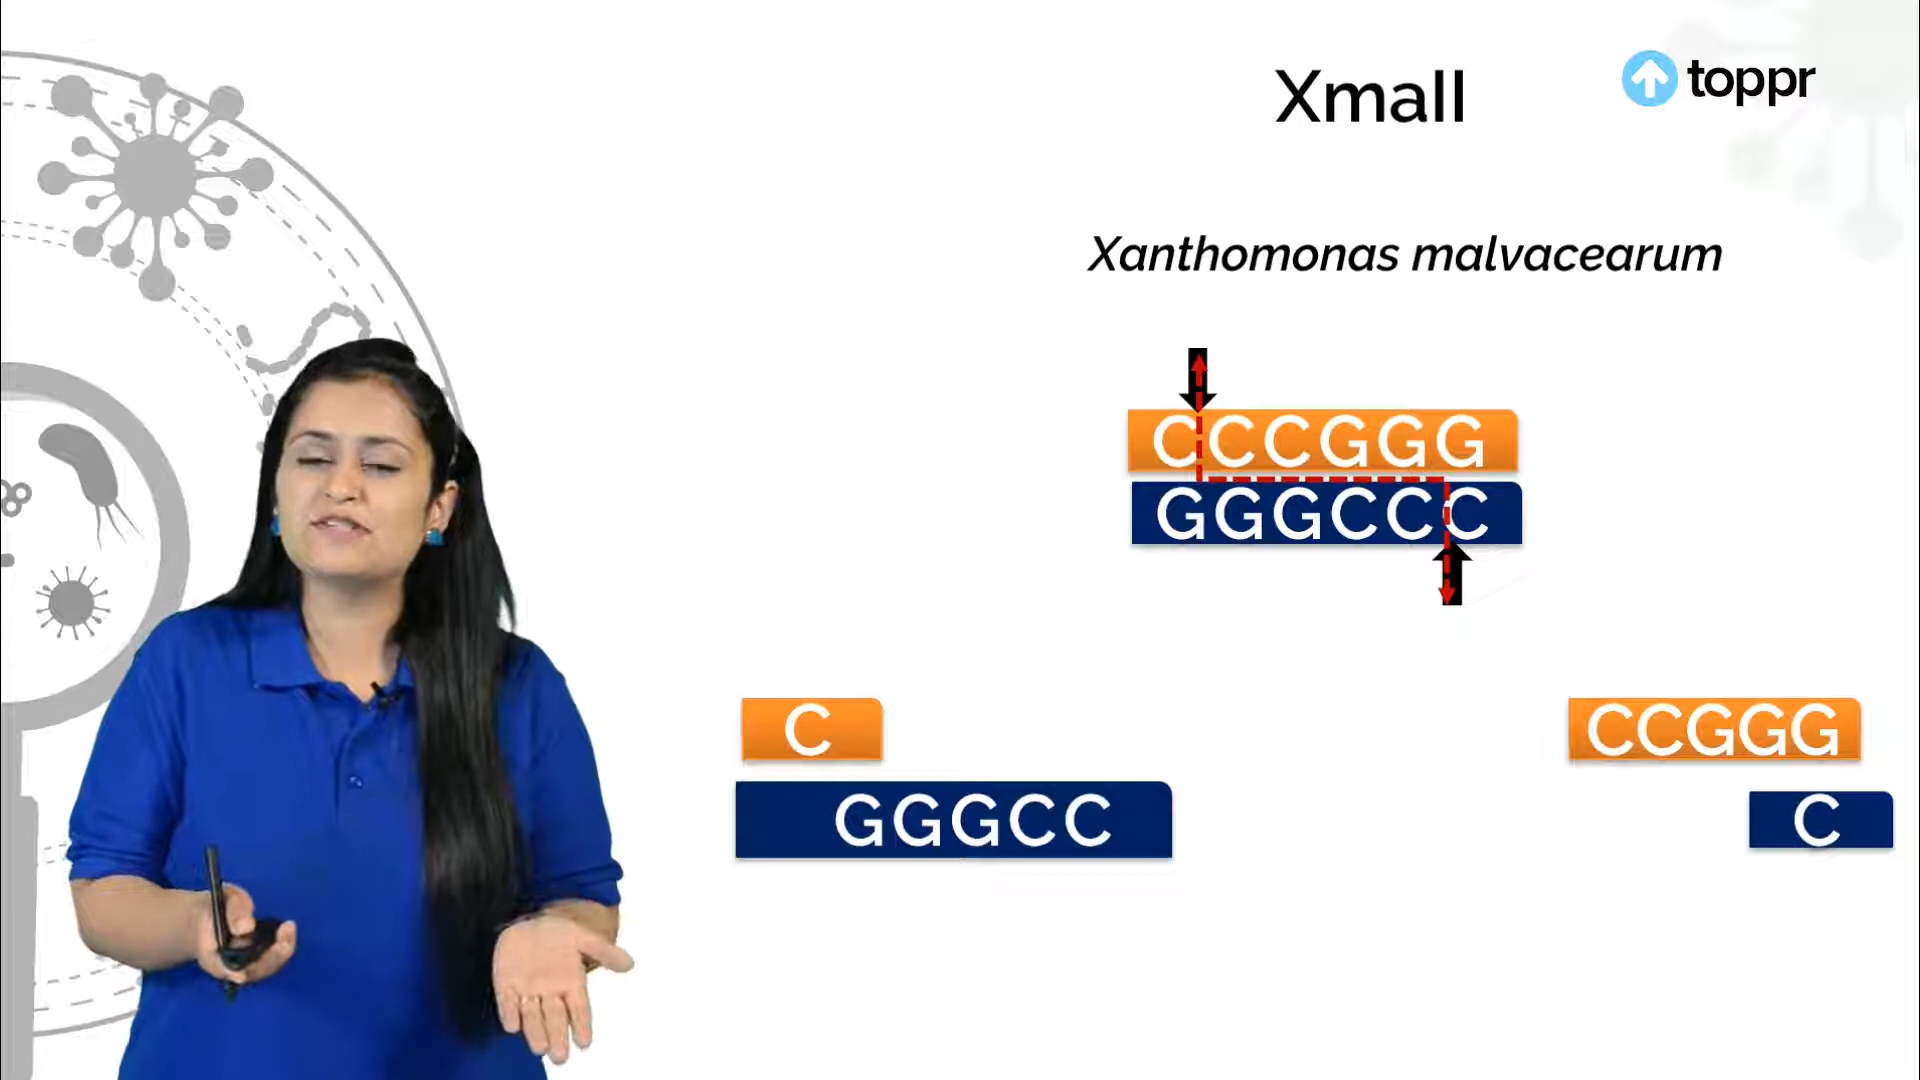 XmaII
toppr
Xanthomonas malvacearum
CCCGGG
GGGCCC
C
CCGGG
GGGCC
C